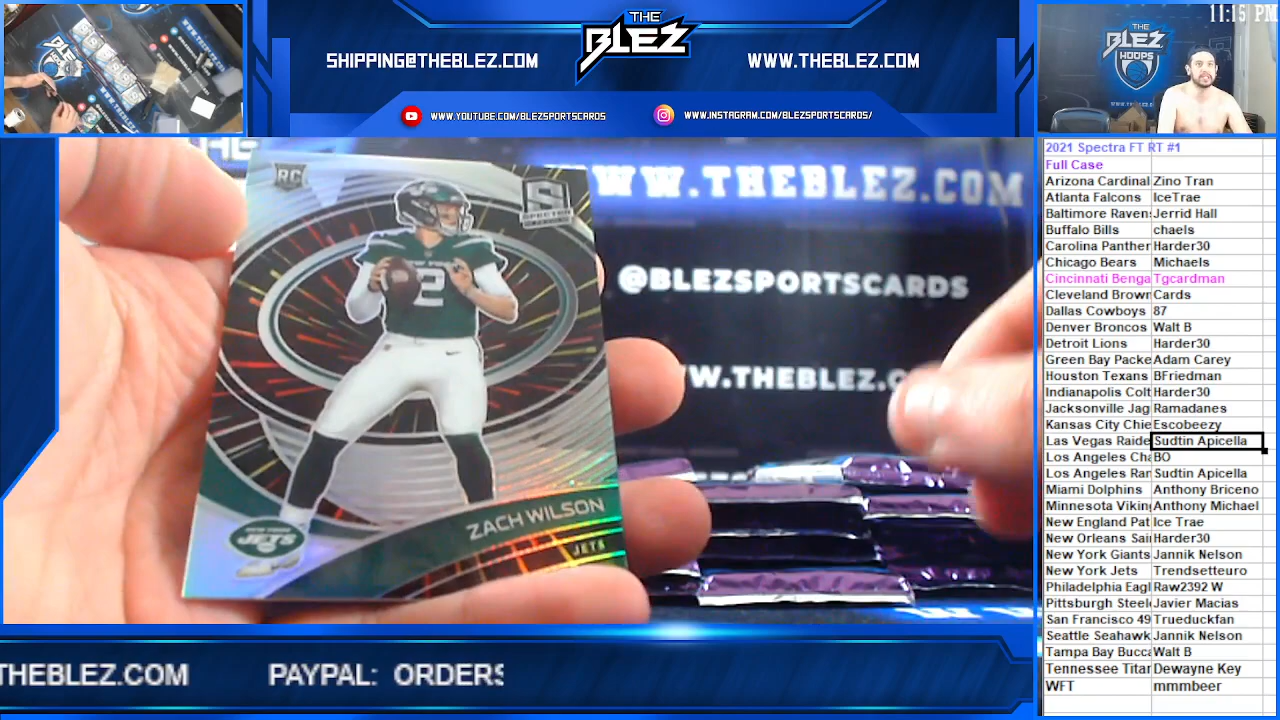 SHIPPING@THEBLEZ.COM
THE
BLEZ
WWW.THEBLEZ.COM
WWW.YOUTUBE.COM/BLEZSPORTSCARDS
WWW.INSTAGRAM.COM/BLEZSPORTSCARDS/
11:15 PM
THE
BLEZ
HOOPS
WWW.THEBLEZ.COM
@BLEZSPORTSCARDS
WW.THEBLEZ.C
RC
S
SPECTRA
2
ZACH WILSON
JETS
NEW YORK
JETS
2021 Spectra FT RT #1
Full Case
Arizona Cardinal Zino Tran
Atlanta Falcons IceTrae
Baltimore Raven Jerrid Hall
Buffalo Bills chaels
Carolina Panther Harder30
Chicago Bears Michaels
Cincinnati Benga Tgcardman
Cleveland Brown Cards
Dallas Cowboys 87
Denver Broncos Walt B
Detroit Lions Harder30
Green Bay Packe Adam Carey
Houston Texans BFriedman
Indianapolis Colt Harder30
Jacksonville Jag Ramadanes
Kansas City Chie Escobeezy
Las Vegas Raide Sudtin Apicella
Los Angeles Cha BO
Los Angeles Ran Sudtin Apicella
Miami Dolphins Anthony Briceno
Minnesota Vikin Anthony Michael
New England Pat Ice Trae
New Orleans Sai Harder30
New York Giants Jannik Nelson
New York Jets Trendsetteuro
Philadelphia Eagl Raw2392 W
Pittsburgh Steel Javier Macias
San Francisco 49 Trueduckfan
Seattle Seahawk Jannik Nelson
Tampa Bay Bucca Walt B
Tennessee Titar Dewayne Key
WFT mmmbeer
THEBLEZ.COM PAYPAL: ORDERS